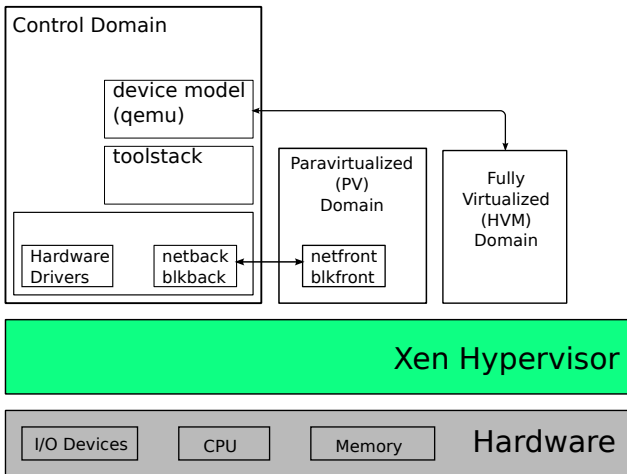 Control Domain
device model
(qemu)
toolstack
Hardware
Drivers
netback
blkback
Paravirtualized
(PV)
Domain
netfront
blkfront
Fully
Virtualized
(HVM)
Domain
Xen Hypervisor
I/O Devices
CPU
Memory
Hardware